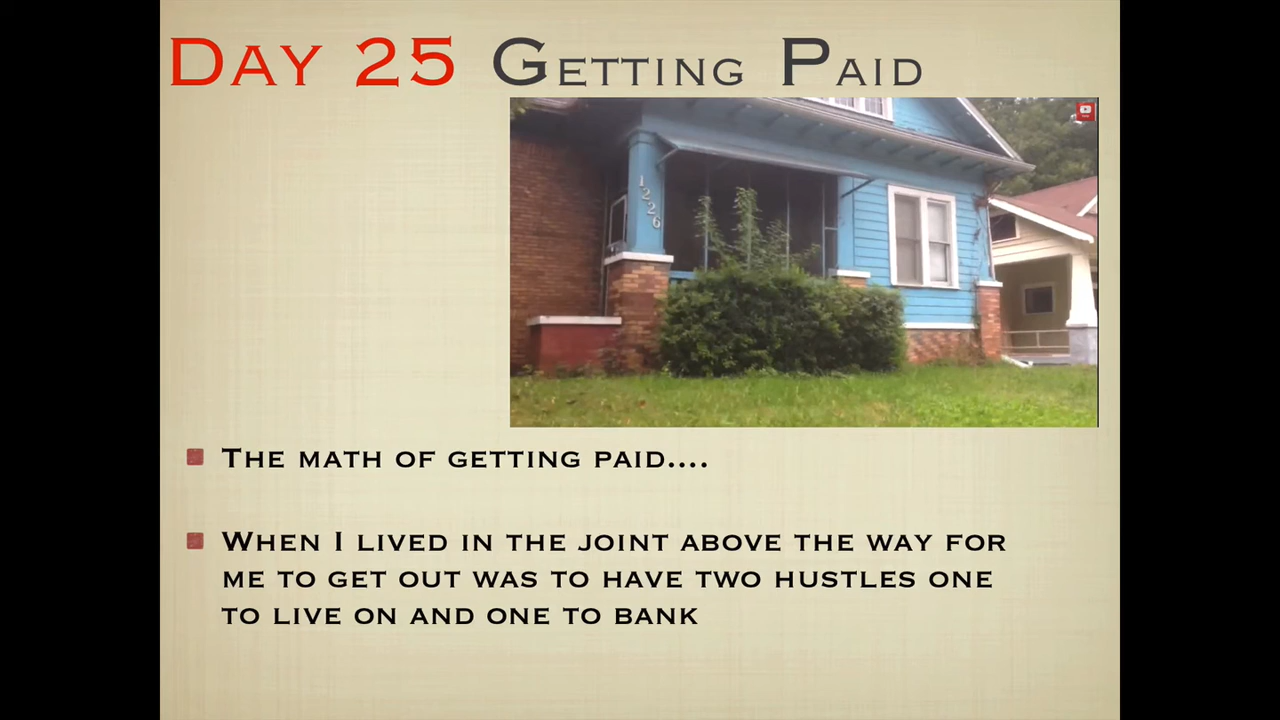 Day 25 Getting Paid
1226
The math of getting paid....
When I lived in the joint above the way for
me to get out was to have two hustles one
to live on and one to bank